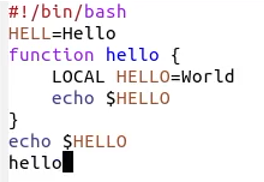 #!/bin/bash
HELL=Hello
function hello {
    LOCAL HELLO=World
    echo $HELLO
}
echo $HELLO
hello